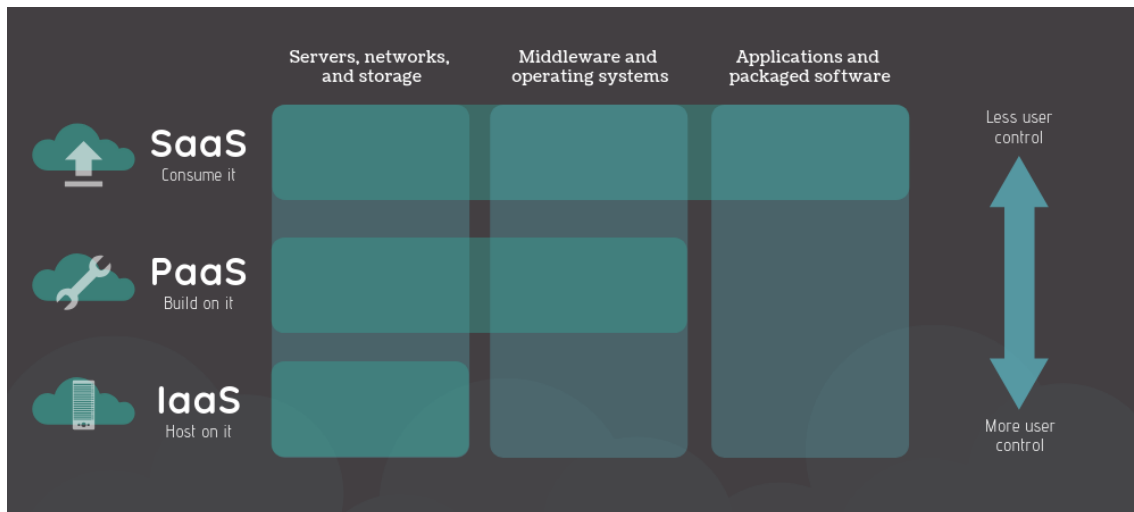 Servers, networks,
and storage
Middleware and
operating systems
Applications and
packaged software
SaaS
Consume it
Less user
control
PaaS
Build on it
IaaS
Host on it
More user
control